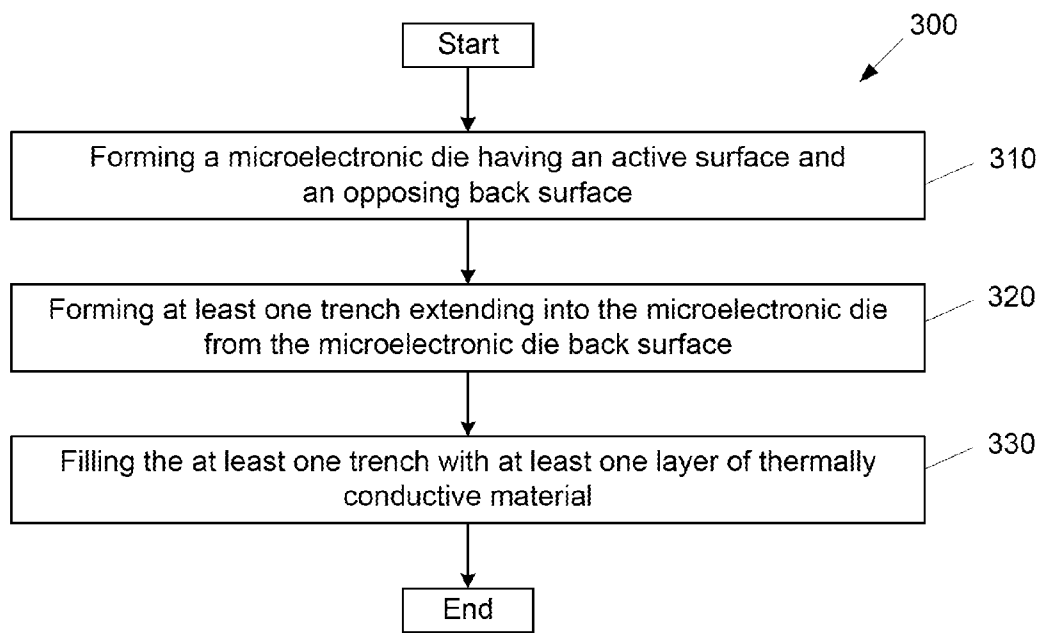 Start
300
Forming a microelectronic die having an active surface and
an opposing back surface
310
Forming at least one trench extending into the microelectronic die
from the microelectronic die back surface
320
Filling the at least one trench with at least one layer of thermally
conductive material
330
End